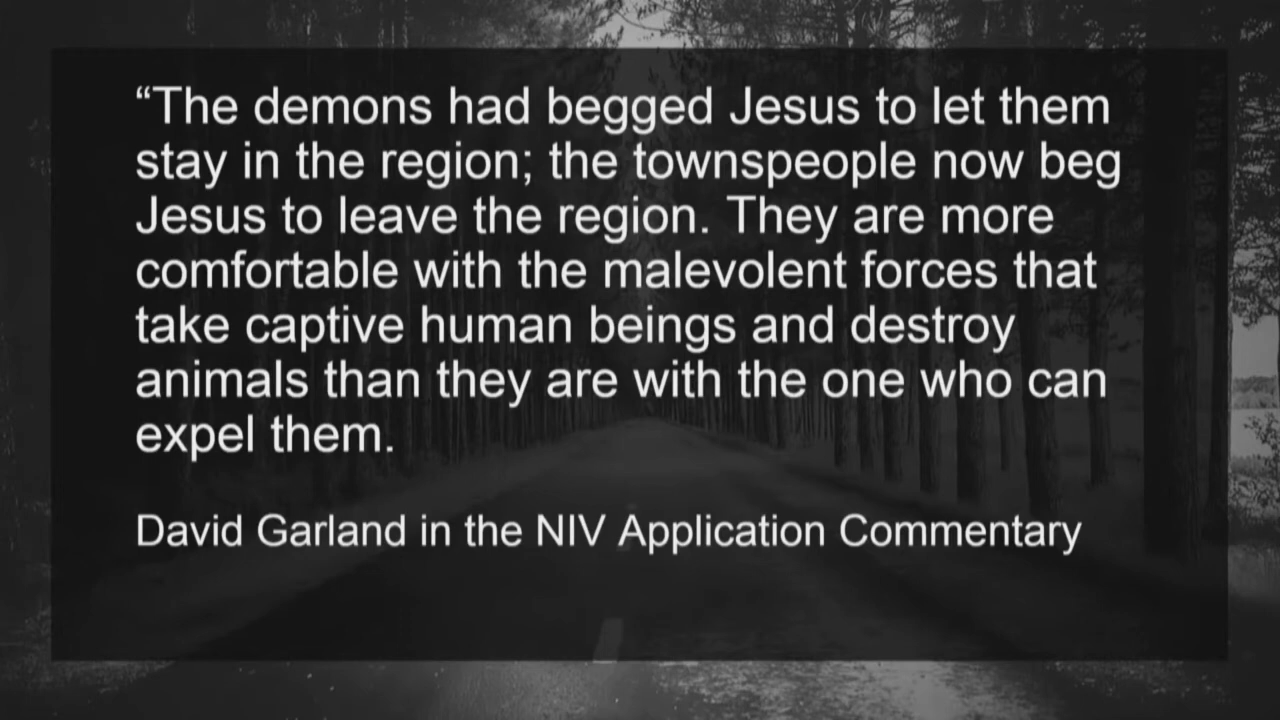 “The demons had begged Jesus to let them
stay in the region; the townspeople now beg
Jesus to leave the region. They are more
comfortable with the malevolent forces that
take captive human beings and destroy
animals than they are with the one who can
expel them.
David Garland in the NIV Application Commentary